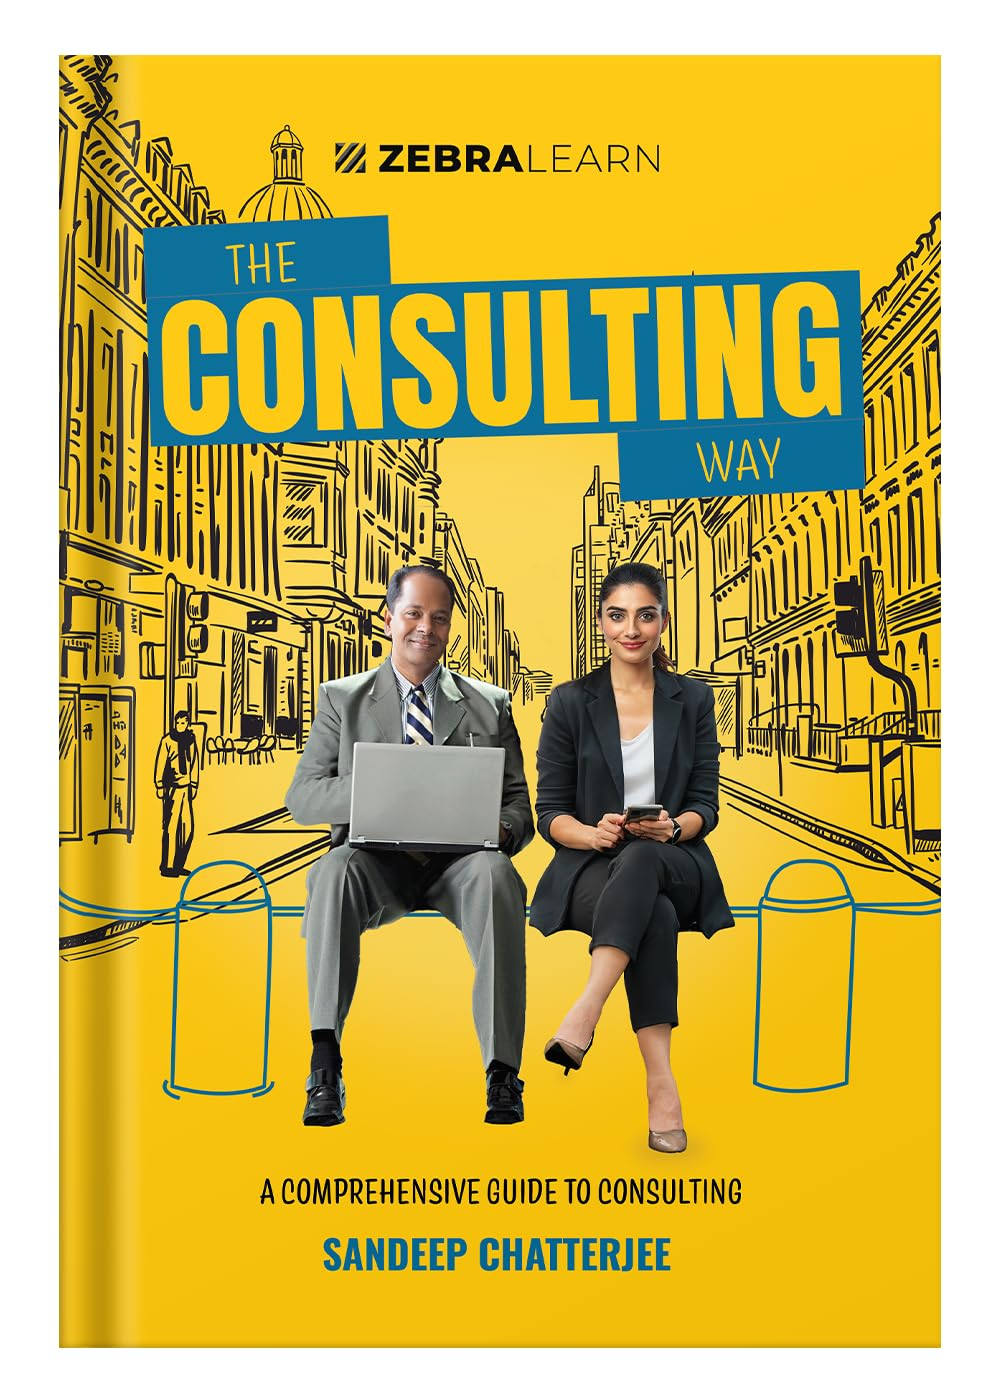 ZEBRALEARN
THE
CONSULTING
WAY
A COMPREHENSIVE GUIDE TO CONSULTING
SANDEEP CHATTERJEE